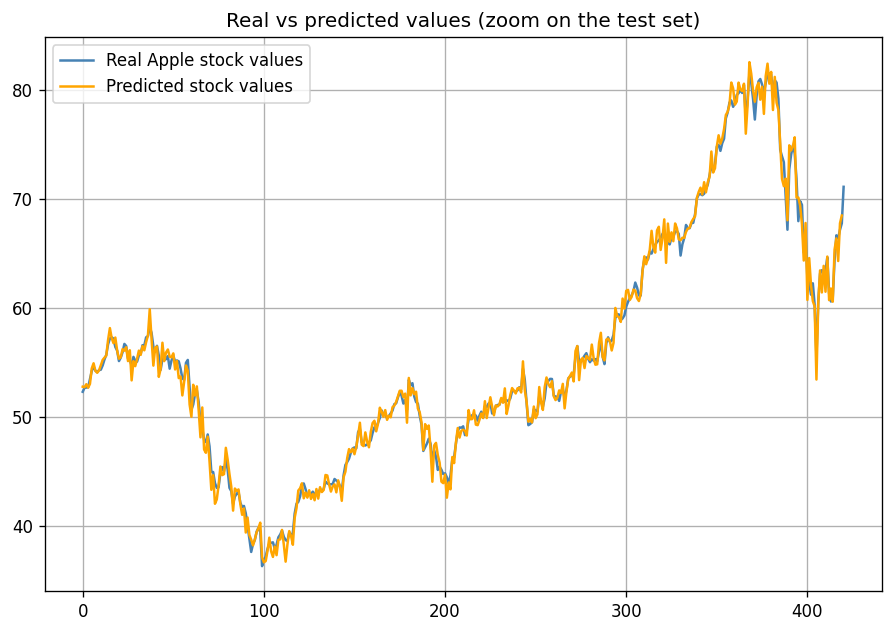 Real vs predicted values (zoom on the test set)
Real Apple stock values
Predicted stock values
80
70
60
50
40
0 100 200 300 400